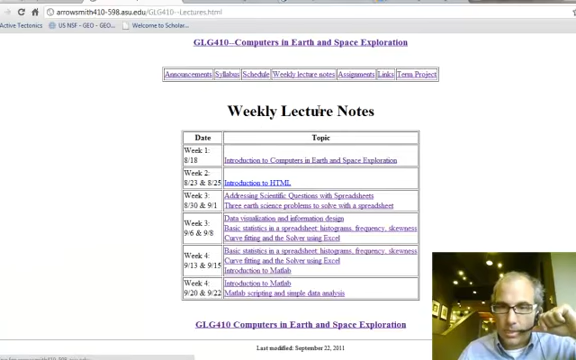 arrowsmith410-598.asu.edu/GLG410--Lectures.html
Active Tectonics US NSF - GEO - GEO... Welcome to Scholar...
GLG410--Computers in Earth and Space Exploration
Announcements Syllabus Schedule Weekly lecture notes Assignments Links Term Project
Weekly Lecture Notes
Date Topic
Week 1:
8/18 Introduction to Computers in Earth and Space Exploration
Week 2:
8/23 & 8/25 Introduction to HTML
Week 3: Addressing Scientific Questions with Spreadsheets
8/30 & 9/1 Three earth science problems to solve with a spreadsheet
Data visualization and information design
Week 3: Basic statistics in a spreadsheet: histograms, frequency, skewness
9/6 & 9/8 Curve fitting and the Solver using Excel
Basic statistics in a spreadsheet: histograms, frequency, skewness
Week 4: Curve fitting and the Solver using Excel
9/13 & 9/15 Introduction to Matlab
Week 4: Introduction to Matlab
9/20 & 9/22 Matlab scripting and simple data analysis
GLG410 Computers in Earth and Space Exploration
Last modified: September 22, 2011